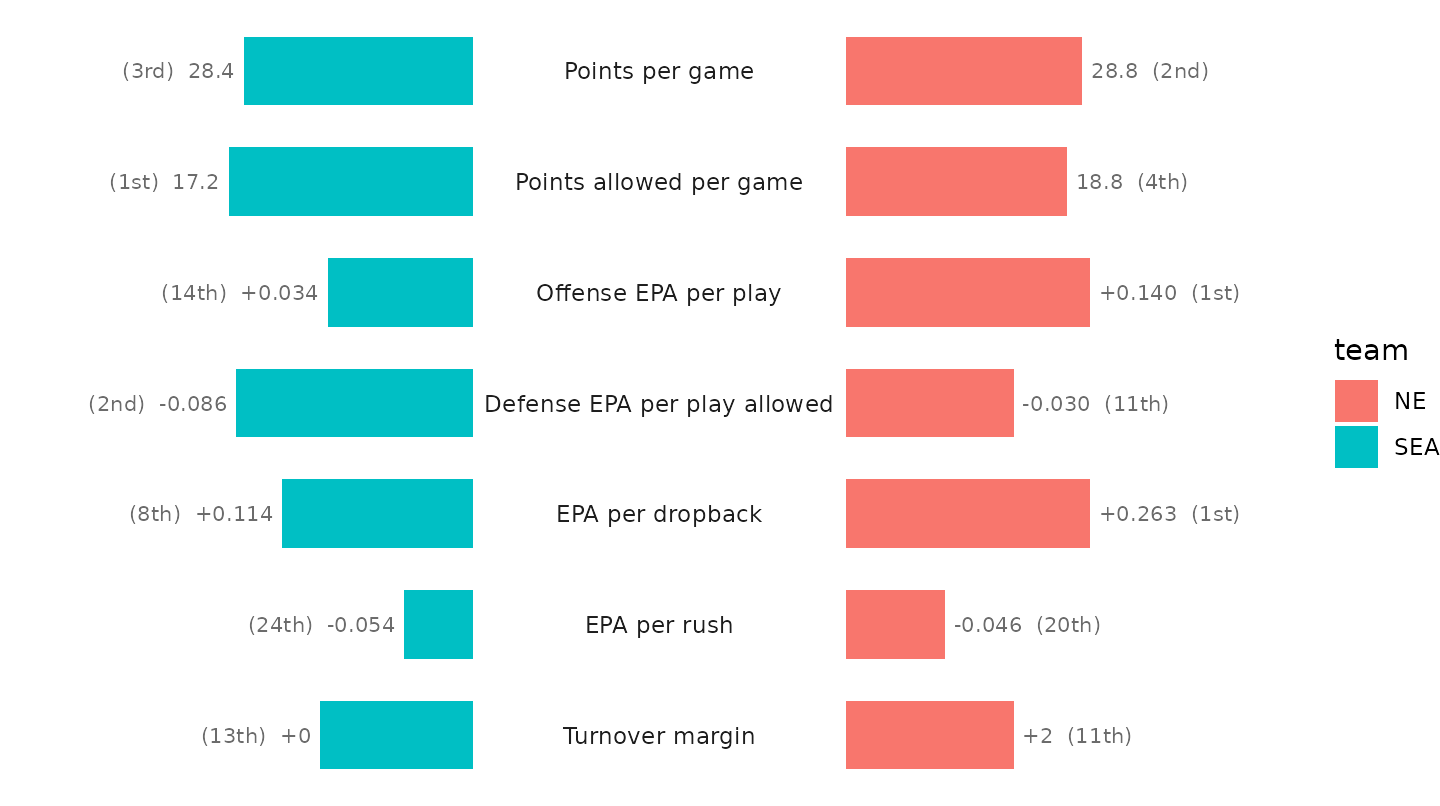 (3rd) 28.4 Points per game 28.8 (2nd)
(1st) 17.2 Points allowed per game 18.8 (4th)
(14th) +0.034 Offense EPA per play +0.140 (1st)
(2nd) -0.086 Defense EPA per play allowed -0.030 (11th)
(8th) +0.114 EPA per dropback +0.263 (1st)
(24th) -0.054 EPA per rush -0.046 (20th)
(13th) +0 Turnover margin +2 (11th)
team
NE
SEA